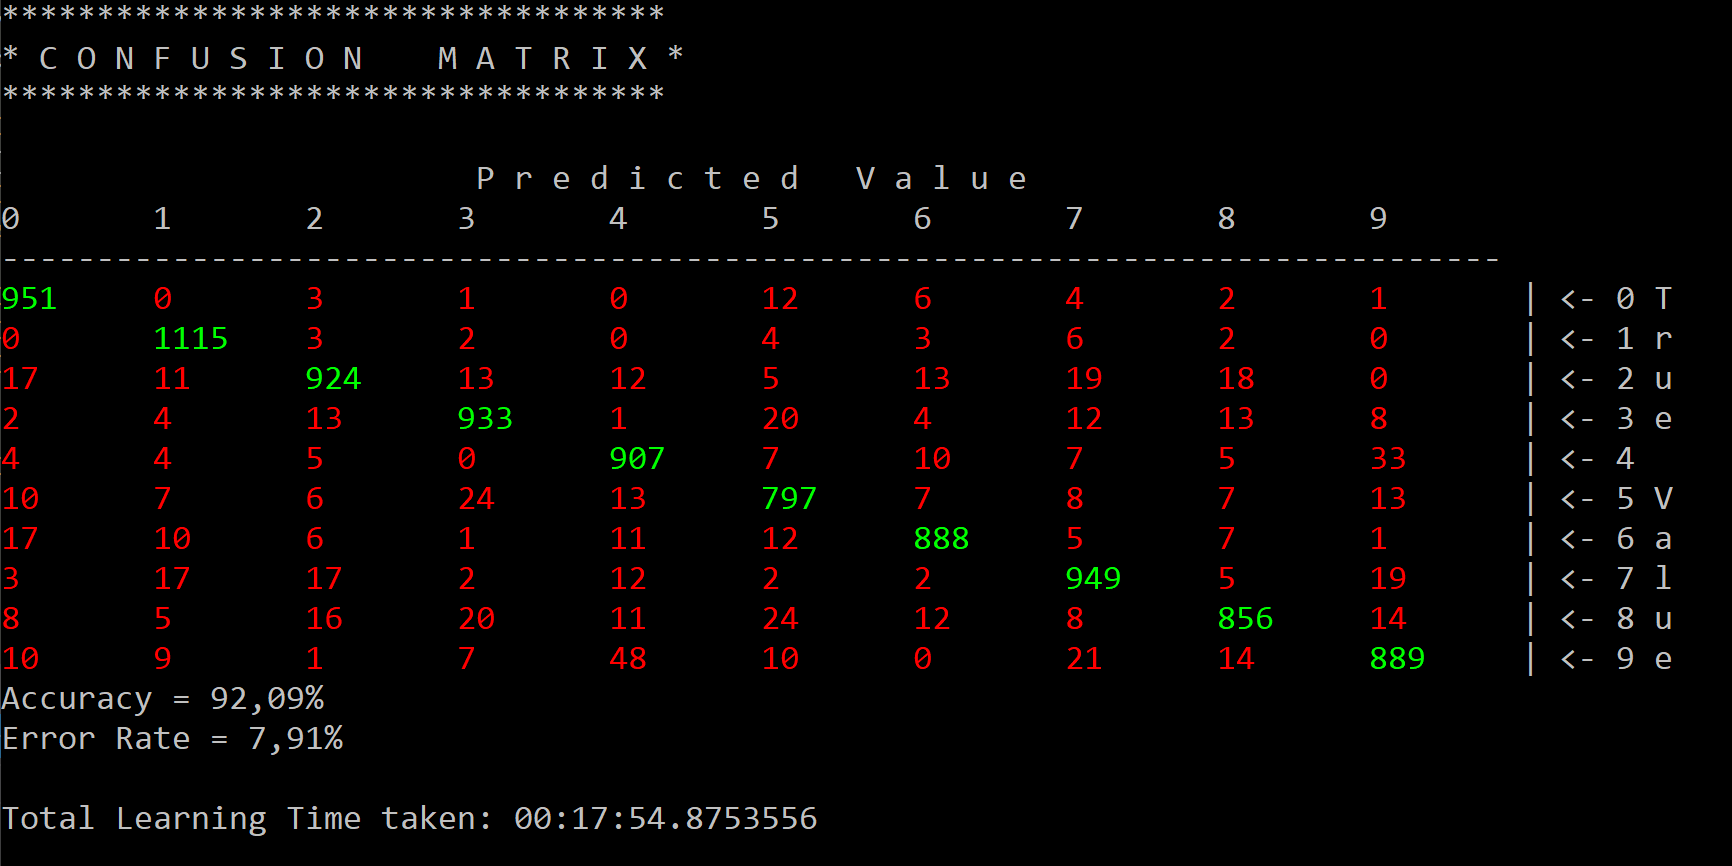 ***********************************
* C O N F U S I O N   M A T R I X *
***********************************
P r e d i c t e d   V a l u e
0 1 2 3 4 5 6 7 8 9
-------------------------------------------------------------------------------
951 0 3 1 0 12 6 4 2 1 | <- 0 T
0 1115 3 2 0 4 3 6 2 0 | <- 1 r
17 11 924 13 12 5 13 19 18 0 | <- 2 u
2 4 13 933 1 20 4 12 13 8 | <- 3 e
4 4 5 0 907 7 10 7 5 33 | <- 4
10 7 6 24 13 797 7 8 7 13 | <- 5 V
17 10 6 1 11 12 888 5 7 1 | <- 6 a
3 17 17 2 12 2 2 949 5 19 | <- 7 l
8 5 16 20 11 24 12 8 856 14 | <- 8 u
10 9 1 7 48 10 0 21 14 889 | <- 9 e
Accuracy = 92,09%
Error Rate = 7,91%
Total Learning Time taken: 00:17:54.8753556